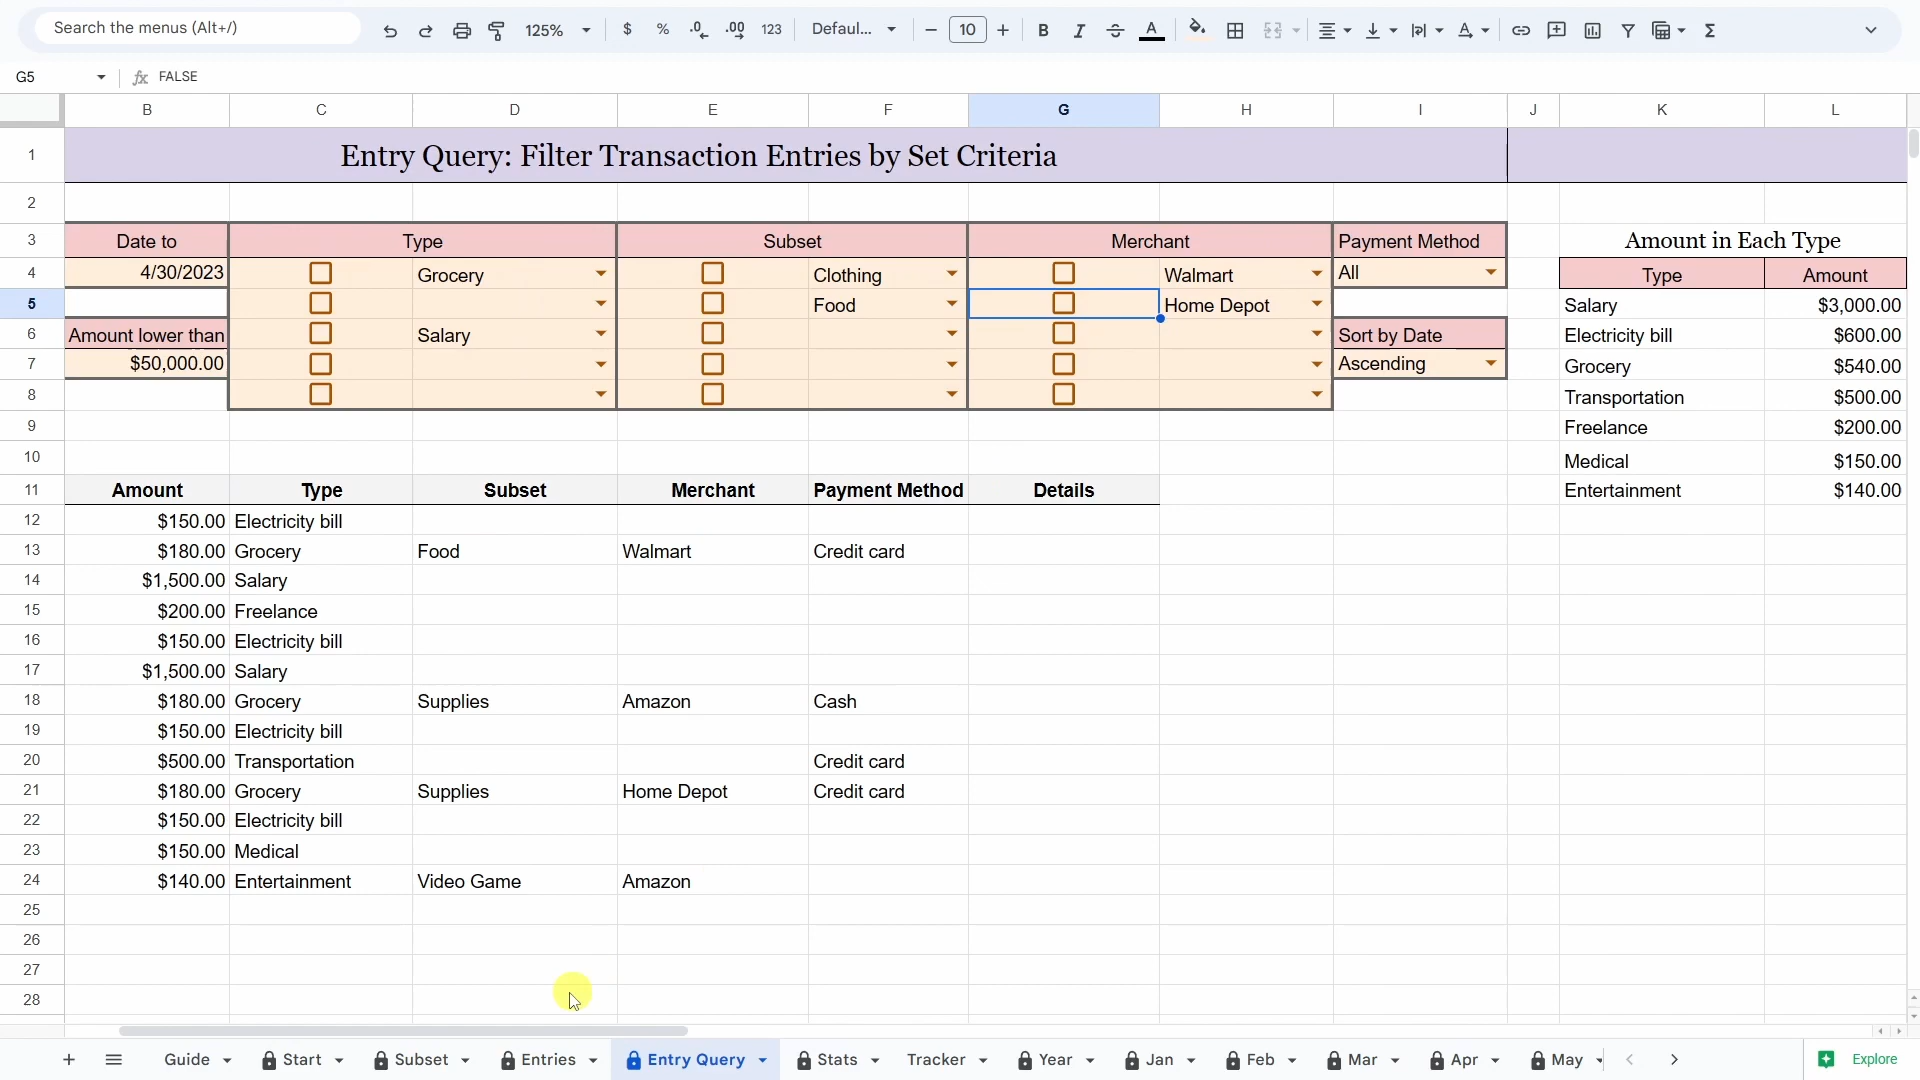 Search the menus (Alt+/) 125% $ % .0 .00 123 Defaul... 10 B I A
G5 fx FALSE
B C D E F G H I J K L
1 Entry Query: Filter Transaction Entries by Set Criteria
2
3 Date to Type Subset Merchant Payment Method Amount in Each Type
4 4/30/2023 Grocery Clothing Walmart All Type Amount
5 Food Home Depot Salary $3,000.00
6 Amount lower than Salary Sort by Date Electricity bill $600.00
7 $50,000.00 Ascending Grocery $540.00
8 Transportation $500.00
9 Freelance $200.00
10 Medical $150.00
11 Amount Type Subset Merchant Payment Method Details Entertainment $140.00
12 $150.00 Electricity bill
13 $180.00 Grocery Food Walmart Credit card
14 $1,500.00 Salary
15 $200.00 Freelance
16 $150.00 Electricity bill
17 $1,500.00 Salary
18 $180.00 Grocery Supplies Amazon Cash
19 $150.00 Electricity bill
20 $500.00 Transportation Credit card
21 $180.00 Grocery Supplies Home Depot Credit card
22 $150.00 Electricity bill
23 $150.00 Medical
24 $140.00 Entertainment Video Game Amazon
25
26
27
28
Guide Start Subset Entries Entry Query Stats Tracker Year Jan Feb Mar Apr May Explore